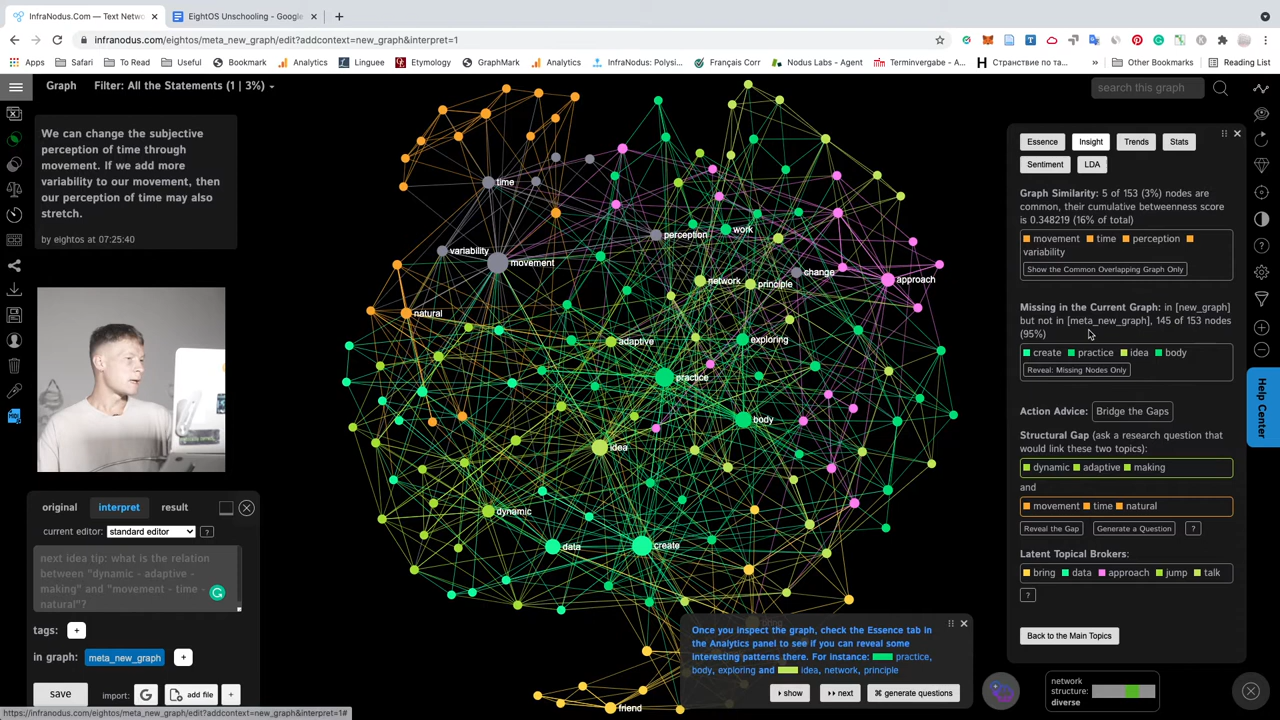 InfraNodus.Com — Text Netwo
EightOS Unschooling - Google
infranodus.com/eightos/meta_new_graph/edit?addcontext=new_graph&interpret=1
Apps
Safari
To Read
Useful
Bookmark
Analytics
Linguee
Etymology
GraphMark
Analytics
InfraNodus: Polysi...
Français Corr
Nodus Labs - Agent
Terminvergabe - A...
Странствие по та...
Other Bookmarks
Reading List
Graph
Filter: All the Statements (1 | 3%)
search this graph
We can change the subjective
perception of time through
movement. If we add more
variability to our movement, then
our perception of time may also
stretch.
by eightos at 07:25:40
time
variability
movement
perception
work
network
principle
change
approach
natural
adaptive
exploring
practice
body
idea
dynamic
data
create
friend
Essence
Insight
Trends
Stats
Sentiment
LDA
Graph Similarity: 5 of 153 (3%) nodes are
common, their cumulative betweenness score
is 0.348219 (16% of total)
movement time perception
variability
Show the Common Overlapping Graph Only
Missing in the Current Graph: in [new_graph]
but not in [meta_new_graph], 145 of 153 nodes
(95%)
create practice idea body
Reveal: Missing Nodes Only
Action Advice: Bridge the Gaps
Structural Gap (ask a research question that
would link these two topics):
dynamic adaptive making
and
movement time natural
Reveal the Gap
Generate a Question
?
Latent Topical Brokers:
bring data approach jump talk
?
Back to the Main Topics
Help Center
original
interpret
result
current editor: standard editor ?
next idea tip: what is the relation
between "dynamic - adaptive -
making" and "movement - time -
natural"?
tags: +
in graph: meta_new_graph +
save
import:
G
add file
+
https://infranodus.com/eightos/meta_new_graph/edit?addcontext=new_graph&interpret=1#
Once you inspect the graph, check the Essence tab in
the Analytics panel to see if you can reveal some
interesting patterns there. For instance: practice,
body, exploring and idea, network, principle
show
next
⌘ generate questions
network
structure:
diverse